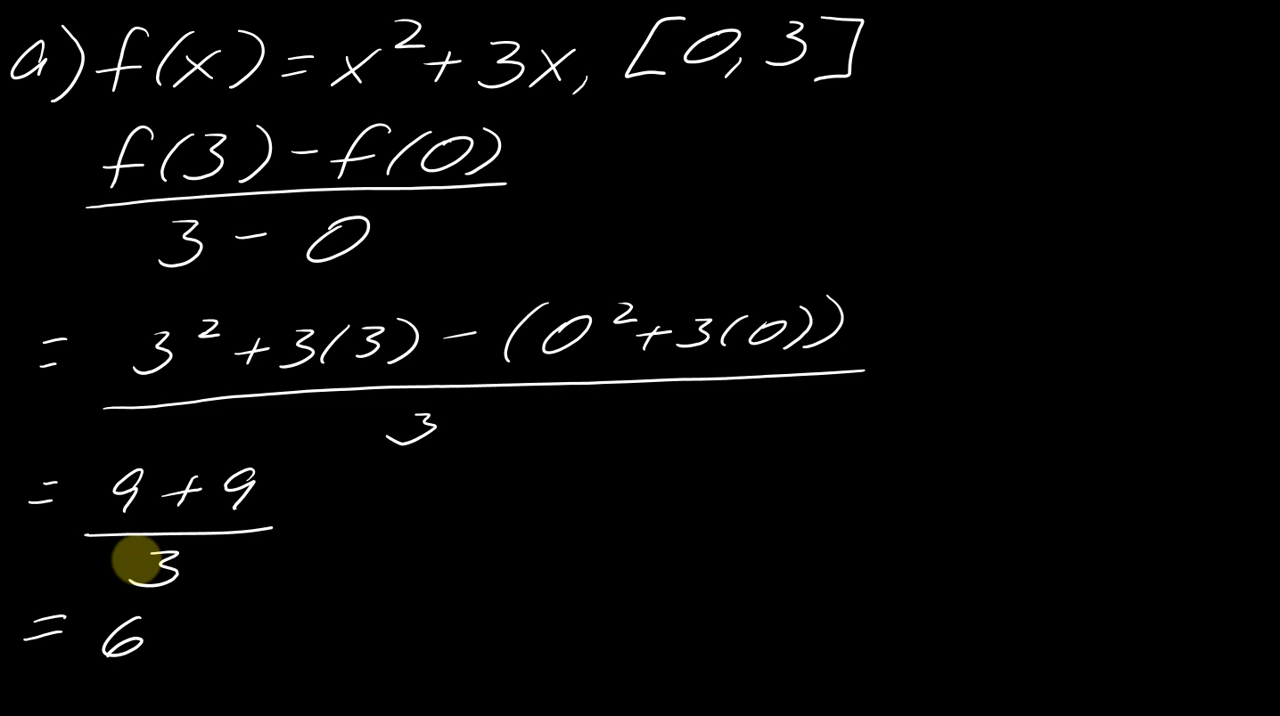 a) f(x) = x² + 3x, [0, 3]
f(3) - f(0)
3 - 0
= 3² + 3(3) - (0² + 3(0))
3
= 9 + 9
3
= 6